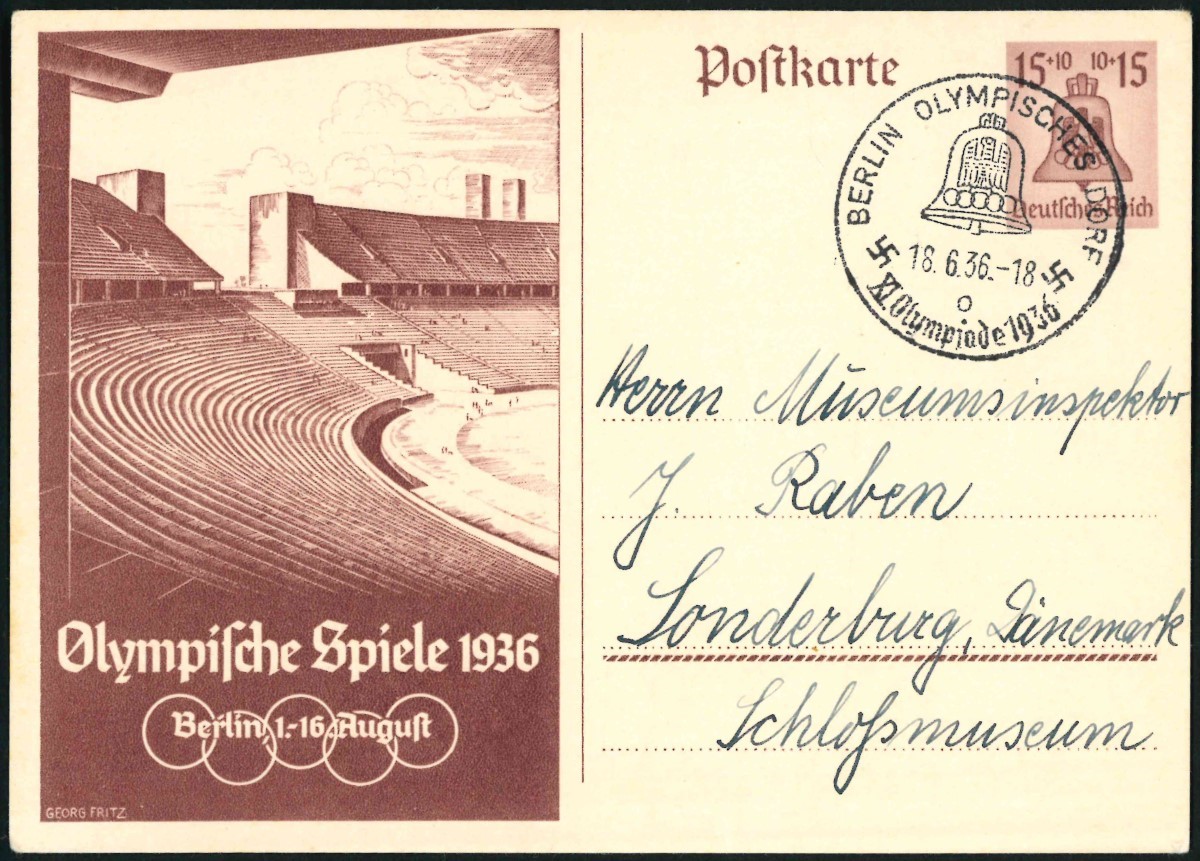 Olympiſche Spiele 1936
Berlin, 1.-16. Auguſt
GEORG FRITZ
Poſtkarte
15+10 10+15
Deutſches Reich
BERLIN OLYMPISCHES DORF
18.6.36.-18
XI. Olympiade 1936
Herrn Museumsinspektor
J. Raben
Sonderburg, Dänemark
Schloßmuseum